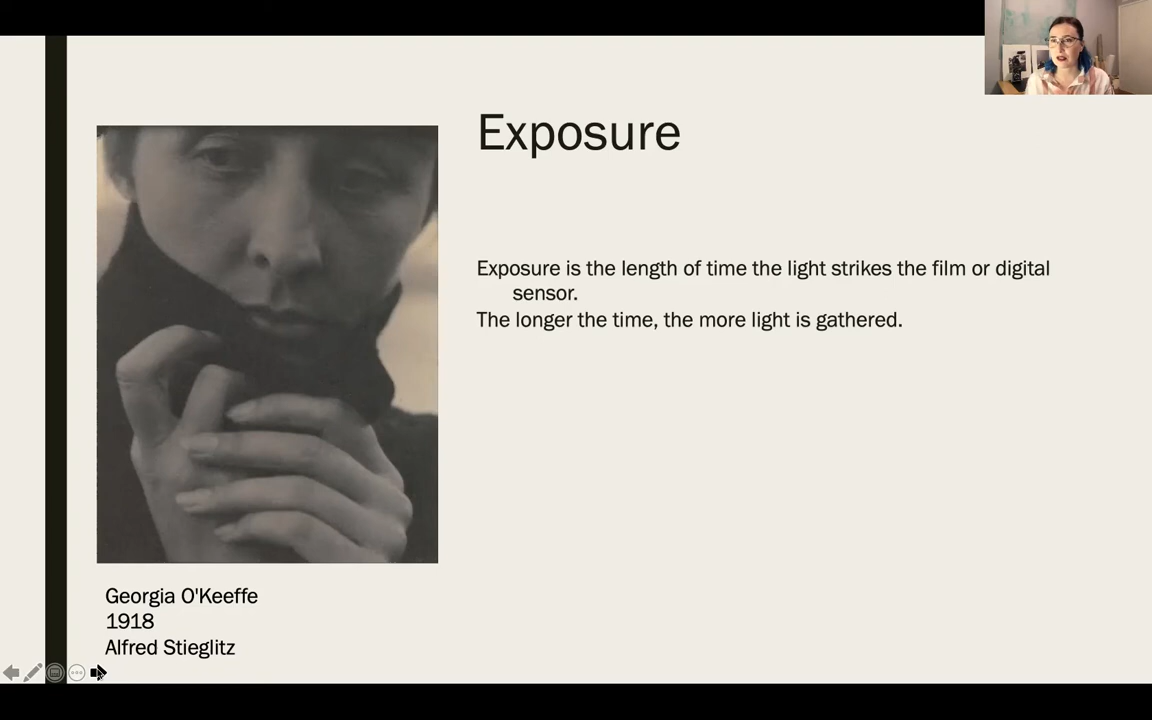 Exposure
Exposure is the length of time the light strikes the film or digital
sensor.
The longer the time, the more light is gathered.
Georgia O'Keeffe
1918
Alfred Stieglitz